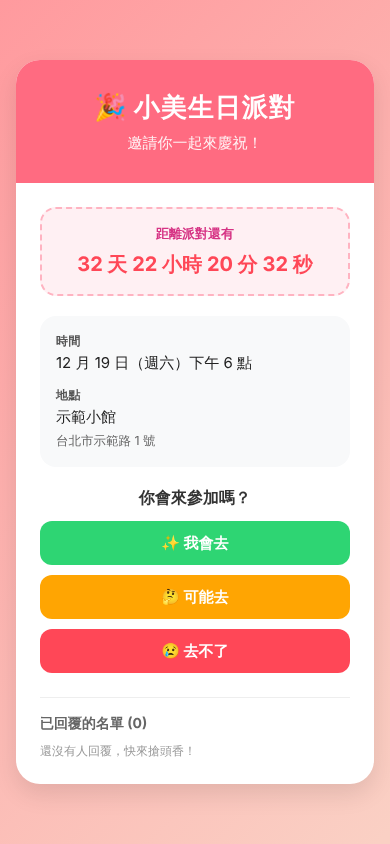 🎉 小美生日派對
邀請你一起來慶祝！
距離派對還有
32 天 22 小時 20 分 32 秒
時間
12 月 19 日（週六）下午 6 點
地點
示範小館
台北市示範路 1 號
你會來參加嗎？
✨ 我會去
🤔 可能去
😢 去不了
已回覆的名單 (0)
還沒有人回覆，快來搶頭香！